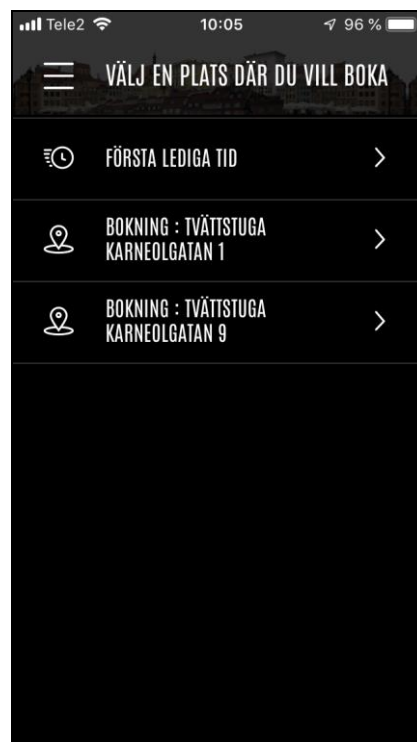 Tele2 10:05 96 %
VÄLJ EN PLATS DÄR DU VILL BOKA
FÖRSTA LEDIGA TID
BOKNING : TVÄTTSTUGA
KARNEOLGATAN 1
BOKNING : TVÄTTSTUGA
KARNEOLGATAN 9